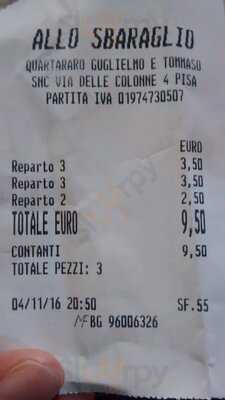 ALLO SBARAGLIO
QUARTARARO GUGLIELMO E TOMMASO
SNC VIA DELLE COLONNE 4 PISA
PARTITA IVA 01974730507
EURO
Reparto 3 3,50
Reparto 3 3,50
Reparto 2 2,50
TOTALE EURO 9,50
CONTANTI 9,50
TOTALE PEZZI: 3
04/11/16 20:50 SF.55
MF BG 96006326